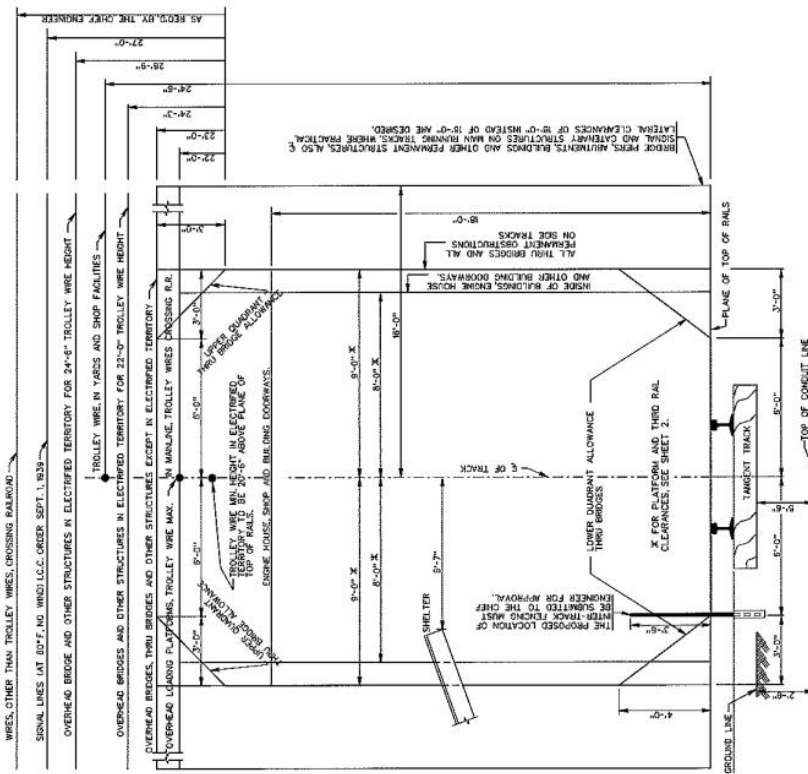 WIRES, OTHER THAN TROLLEY WIRES, CROSSING RAILROAD
SIGNAL LINES (AT 60°F, NO WIND) I.C.C. ORDER SEPT. 1, 1939
OVERHEAD BRIDGE AND OTHER STRUCTURES IN ELECTRIFIED TERRITORY FOR 24'-6" TROLLEY WIRE HEIGHT
TROLLEY WIRE, IN YARDS AND SHOP FACILITIES
OVERHEAD BRIDGES AND OTHER STRUCTURES IN ELECTRIFIED TERRITORY FOR 22'-0" TROLLEY WIRE HEIGHT
OVERHEAD BRIDGES, THRU BRIDGES AND OTHER STRUCTURES EXCEPT IN ELECTRIFIED TERRITORY
OVERHEAD LOADING PLATFORMS, TROLLEY WIRE MAX. IN MAINLINE, TROLLEY WIRES CROSSING R.R.
AS REQ'D. BY THE CHIEF ENGINEER
27'-0"
24'-6"
24'-3"
23'-0"
22'-0"
3'-0"
6'-0"
6'-0"
3'-0"
3'-0"
UPPER QUADRANT
THRU BRIDGE ALLOWANCE
UPPER QUADRANT
THRU BRIDGE ALLOWANCE
TROLLEY WIRE MIN. HEIGHT IN ELECTRIFIED
TERRITORY TO BE 20'-6" ABOVE PLANE OF
TOP OF RAILS.
ENGINE HOUSE, SHOP AND BUILDING DOORWAYS.
9'-0" Ж
9'-0" Ж
8'-0" Ж
8'-0" Ж
16'-0"
18'-0"
INSIDE OF BUILDINGS, ENGINE HOUSE
AND OTHER BUILDING DOORWAYS.
ALL THRU BRIDGES AND ALL
PERMANENT OBSTRUCTIONS
ON SIDE TRACKS
BRIDGE PIERS, ABUTMENTS, BUILDINGS AND OTHER PERMANENT STRUCTURES, ALSO ℄
SIGNAL AND CATENARY STRUCTURES ON MAIN RUNNING TRACKS. WHERE PRACTICAL
LATERAL CLEARANCES OF 18'-0" INSTEAD OF 16'-0" ARE DESIRED.
℄ OF TRACK
SHELTER
LOWER QUADRANT ALLOWANCE
THRU BRIDGES
Ж FOR PLATFORM AND THIRD RAIL
CLEARANCES, SEE SHEET 2.
THE PROPOSED LOCATION OF
INTER-TRACK FENCING MUST
BE SUBMITTED TO THE CHIEF
ENGINEER FOR APPROVAL.
3'-6"
4'-0"
PLANE OF TOP OF RAILS
TANGENT TRACK
GROUND LINE
3'-0"
6'-0"
6'-0"
3'-0"
5'-6"
2'-6"
TOP OF CONDUIT LINE